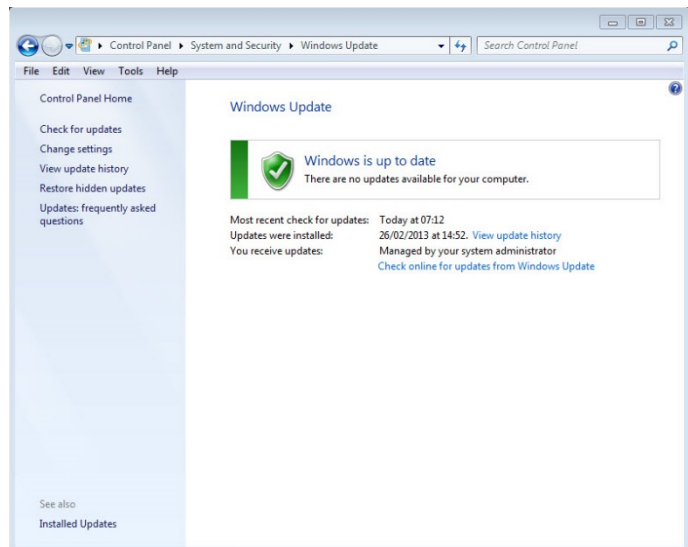 Control Panel ▸ System and Security ▸ Windows Update
Search Control Panel
File Edit View Tools Help
Control Panel Home
Check for updates
Change settings
View update history
Restore hidden updates
Updates: frequently asked
questions
Windows Update
Windows is up to date
There are no updates available for your computer.
Most recent check for updates: Today at 07:12
Updates were installed: 26/02/2013 at 14:52. View update history
You receive updates: Managed by your system administrator
Check online for updates from Windows Update
See also
Installed Updates